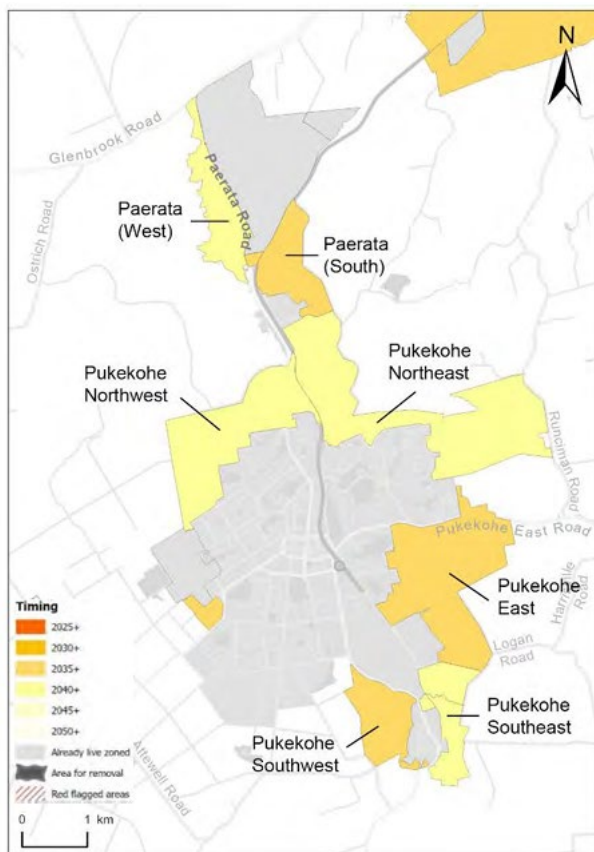 N
Glenbrook Road
Paerata Road
Ostrich Road
Paerata
(West)
Paerata
(South)
Pukekohe
Northwest
Pukekohe
Northeast
Runciman Road
Pukekohe East Road
Pukekohe
East
Harrisdale
Road
Logan
Road
Pukekohe
Southeast
Pukekohe
Southwest
Attewell Road
Timing
2025+
2030+
2035+
2040+
2045+
2050+
Already live zoned
Area for removal
Red flagged areas
0 1 km